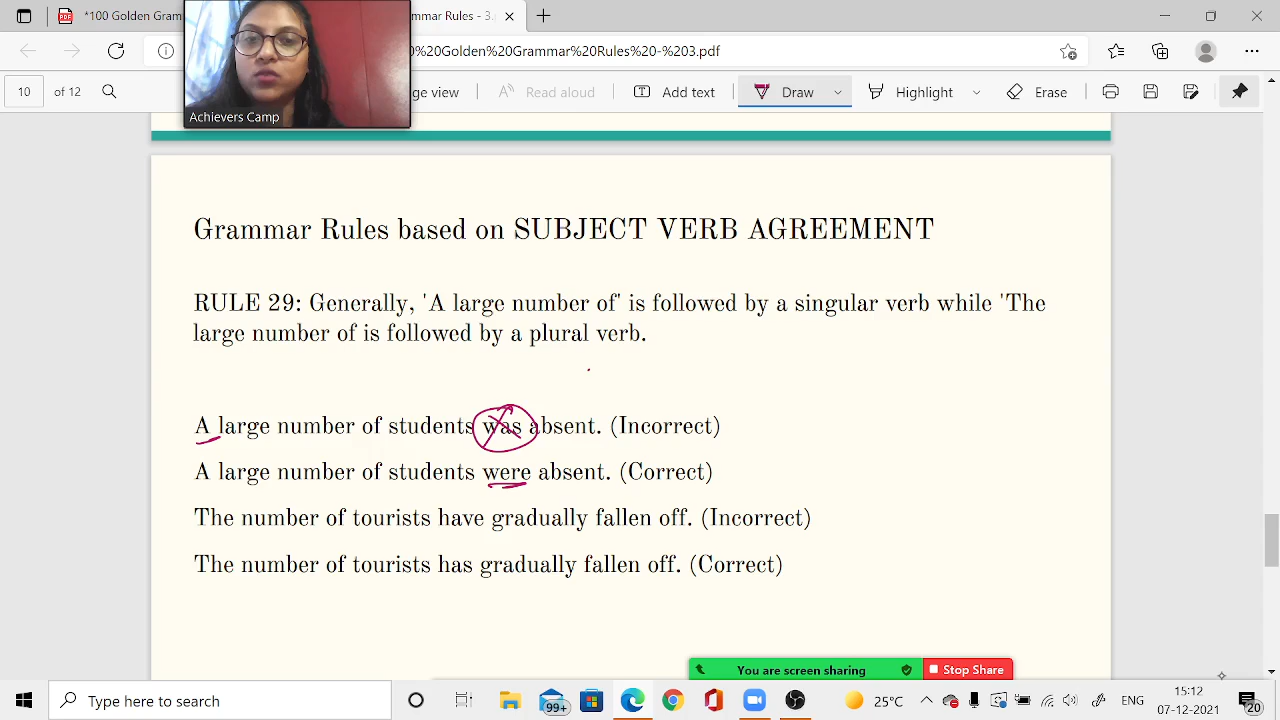 *100 Golden Gram
mmar Rules - 3.
0%20Golden%20Grammar%20Rules%20-%203.pdf
10 of 12
ge view
Read aloud
Add text
Draw
Highlight
Erase
Achievers Camp
Grammar Rules based on SUBJECT VERB AGREEMENT
RULE 29: Generally, 'A large number of' is followed by a singular verb while 'The
large number of is followed by a plural verb.
A large number of students was absent. (Incorrect)
A large number of students were absent. (Correct)
The number of tourists have gradually fallen off. (Incorrect)
The number of tourists has gradually fallen off. (Correct)
You are screen sharing
Stop Share
Type here to search
99+
25°C
ENG
15:12
07-12-2021
20